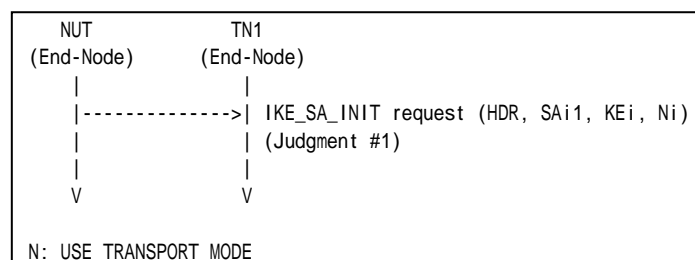 NUT TN1
(End-Node) (End-Node)
| |
|-------------->| IKE_SA_INIT request (HDR, SAi1, KEi, Ni)
| | (Judgment #1)
| |
V V
N: USE TRANSPORT MODE